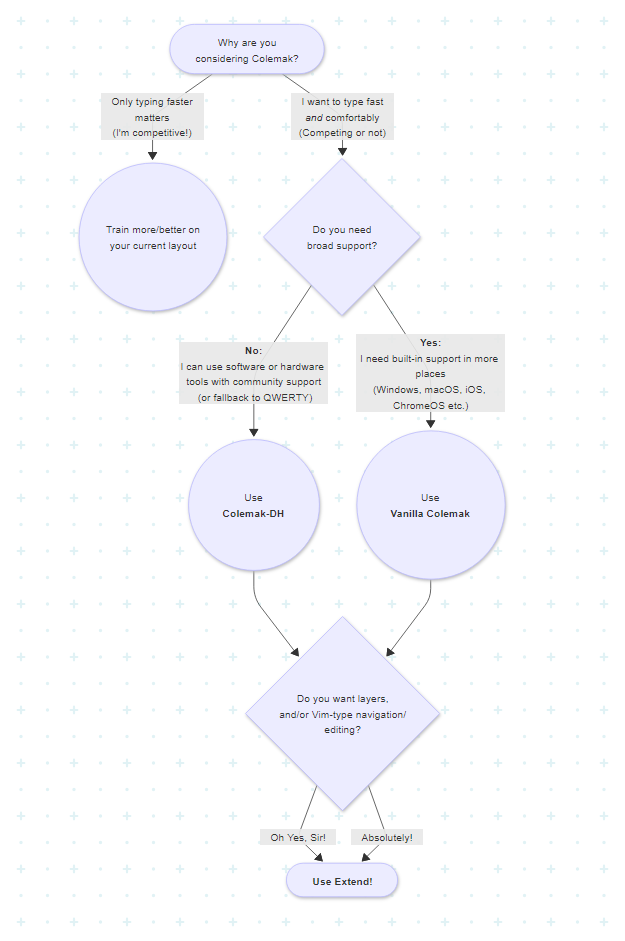 Why are you
considering Colemak?
Only typing faster
matters
(I'm competitive!)
I want to type fast
and comfortably
(Competing or not)
Train more/better on
your current layout
Do you need
broad support?
No:
I can use software or hardware
tools with community support
(or fallback to QWERTY)
Yes:
I need built-in support in more
places
(Windows, macOS, iOS,
ChromeOS etc.)
Use
Colemak-DH
Use
Vanilla Colemak
Do you want layers,
and/or Vim-type navigation/
editing?
Oh Yes, Sir!
Absolutely!
Use Extend!